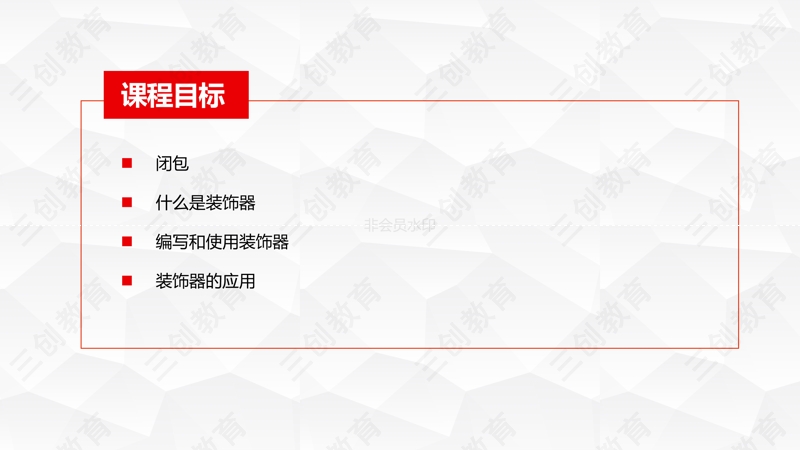 课程目标
闭包
什么是装饰器
非会员水印
编写和使用装饰器
装饰器的应用
三创教育